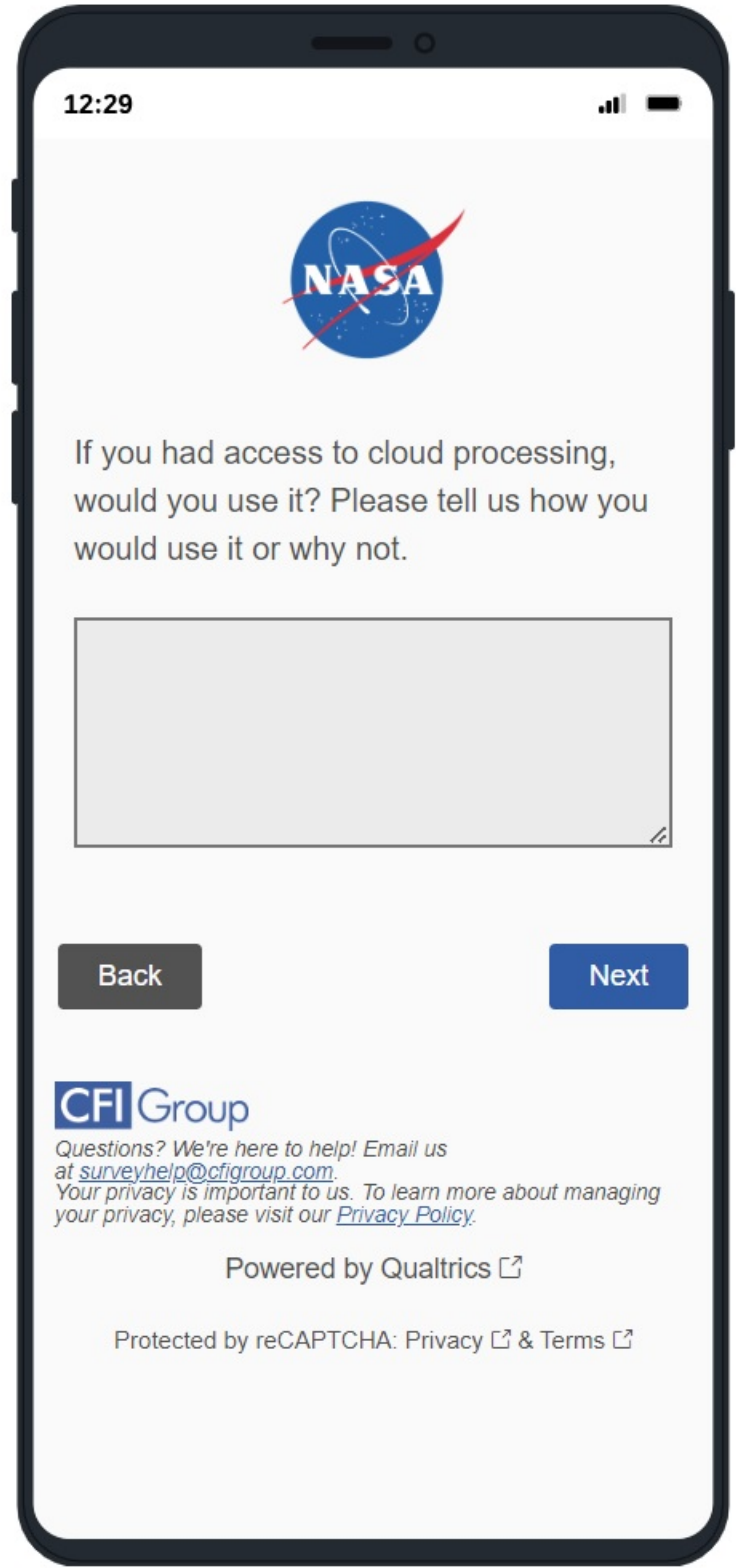 12:29
NASA
If you had access to cloud processing,
would you use it? Please tell us how you
would use it or why not.
Back
Next
CFI Group
Questions? We're here to help! Email us
at surveyhelp@cfigroup.com.
Your privacy is important to us. To learn more about managing
your privacy, please visit our Privacy Policy.
Powered by Qualtrics
Protected by reCAPTCHA: Privacy & Terms